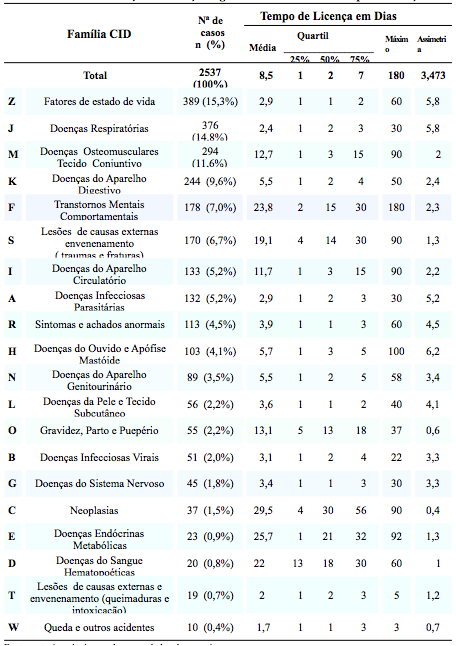 Família CID Nª de casos n (%) Tempo de Licença em Dias
Média Quartil Máxim o Assimetri a
25% 50% 75%
Total 2537 (100%) 8,5 1 2 7 180 3,473
Z Fatores de estado de vida 389 (15,3%) 2,9 1 1 2 60 5,8
J Doenças Respiratórias 376 (14,8%) 2,4 1 2 3 30 5,8
M Doenças Osteomusculares Tecido Conjuntivo 294 (11,6%) 12,7 1 3 15 90 2
K Doenças do Aparelho Digestivo 244 (9,6%) 5,5 1 2 4 50 2,4
F Transtornos Mentais Comportamentais 178 (7,0%) 23,8 2 15 30 180 2,3
S Lesões de causas externas envenenamento ( traumas e fraturas) 170 (6,7%) 19,1 4 14 30 90 1,3
I Doenças do Aparelho Circulatório 133 (5,2%) 11,7 1 3 15 90 2,2
A Doenças Infecciosas Parasitárias 132 (5,2%) 2,9 1 2 3 30 5,2
R Sintomas e achados anormais 113 (4,5%) 3,9 1 1 3 60 4,5
H Doenças do Ouvido e Apófise Mastóide 103 (4,1%) 5,7 1 3 5 100 6,2
N Doenças do Aparelho Genitourinário 89 (3,5%) 5,5 1 2 5 58 3,4
L Doenças da Pele e Tecido Subcutâneo 56 (2,2%) 3,6 1 1 2 40 4,1
O Gravidez, Parto e Puepério 55 (2,2%) 13,1 5 13 18 37 0,6
B Doenças Infecciosas Virais 51 (2,0%) 3,1 1 2 4 22 3,3
G Doenças do Sistema Nervoso 45 (1,8%) 3,4 1 1 3 30 3,3
C Neoplasias 37 (1,5%) 29,5 4 30 56 90 0,4
E Doenças Endócrinas Metabólicas 23 (0,9%) 25,7 1 21 32 92 1,3
D Doenças do Sangue Hematopoéticas 20 (0,8%) 22 13 18 30 60 1
T Lesões de causas externas e envenenamento (queimaduras e intoxicação) 19 (0,7%) 2 1 2 3 5 1,2
W Queda e outros acidentes 10 (0,4%) 1,7 1 1 3 3 0,7